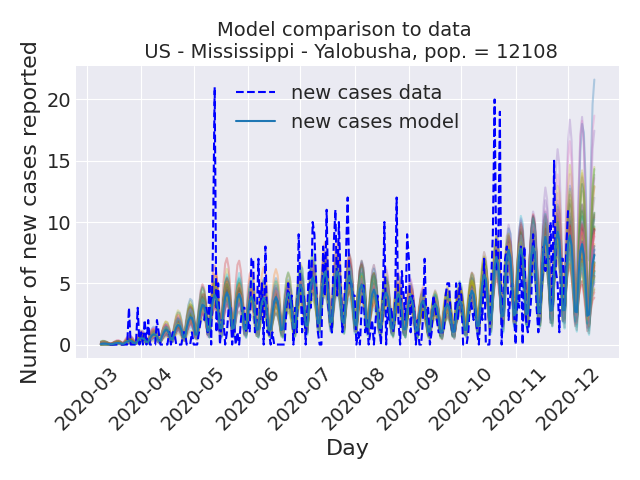 Model comparison to data
US - Mississippi - Yalobusha, pop. = 12108
Number of new cases reported
20
15
10
5
0
new cases data
new cases model
2020-03
2020-04
2020-05
2020-06
2020-07
2020-08
2020-09
2020-10
2020-11
2020-12
Day